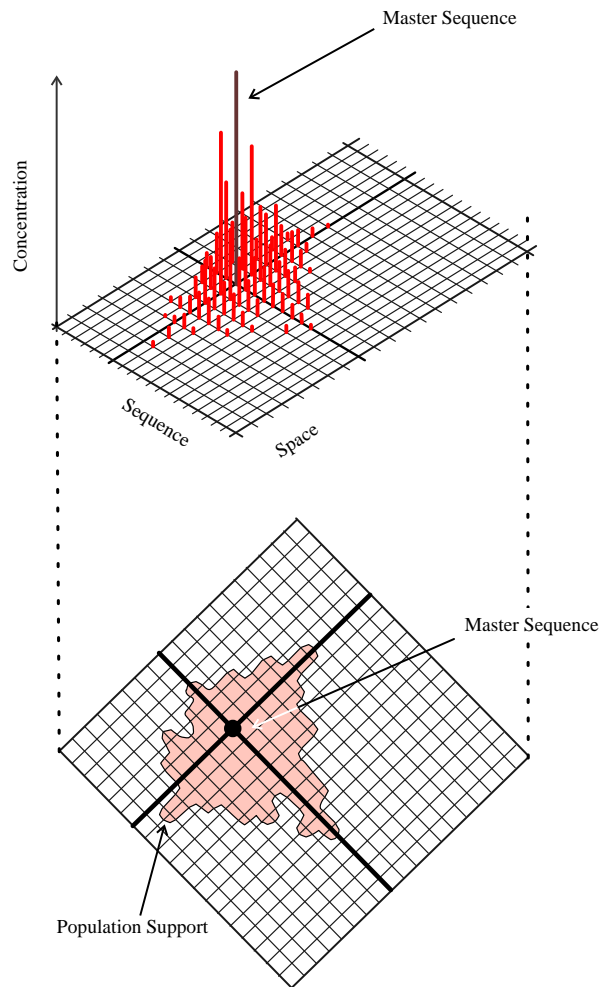 Master Sequence
Concentration
Sequence
Space
Master Sequence
Population Support